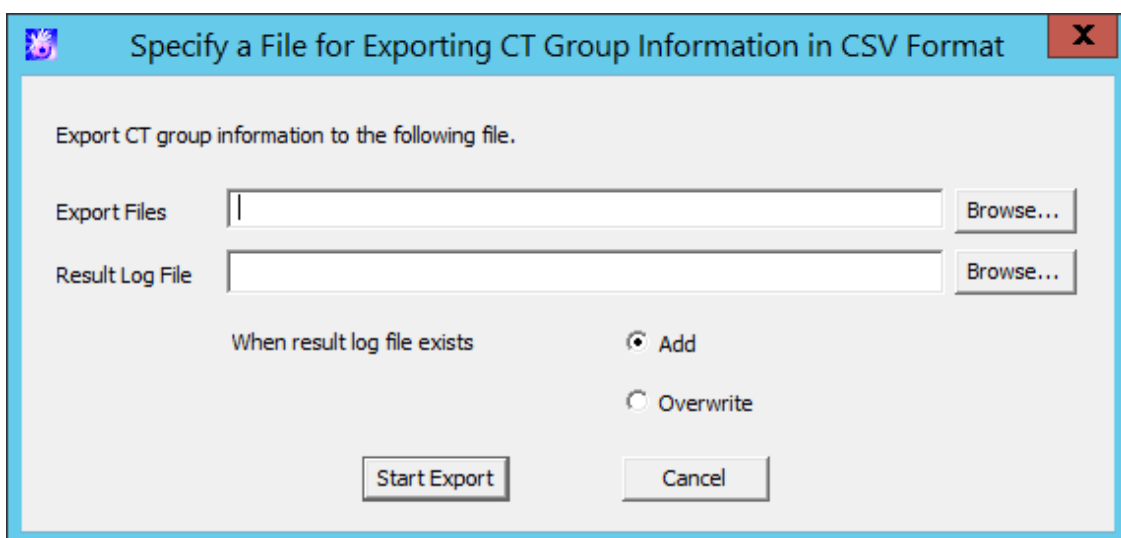 Specify a File for Exporting CT Group Information in CSV Format
X
Export CT group information to the following file.
Export Files
Browse...
Result Log File
Browse...
When result log file exists
Add
Overwrite
Start Export
Cancel